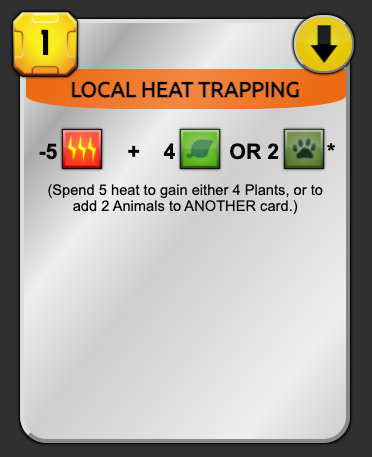 1
LOCAL HEAT TRAPPING
-5 + 4 OR 2 *
(Spend 5 heat to gain either 4 Plants, or to
add 2 Animals to ANOTHER card.)